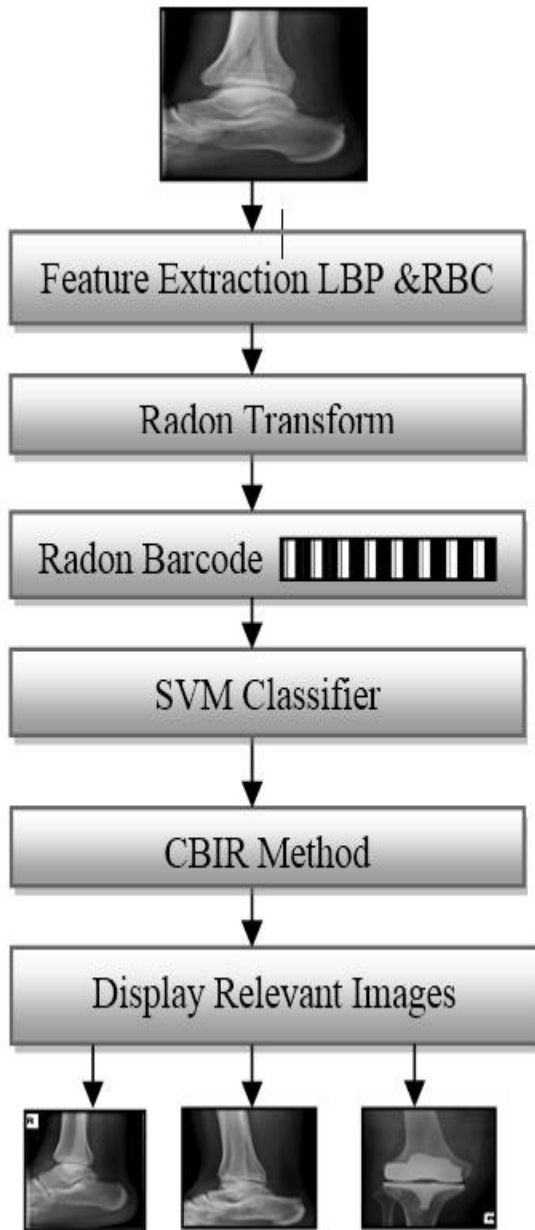 Feature Extraction LBP &RBC
Radon Transform
Radon Barcode
SVM Classifier
CBIR Method
Display Relevant Images
R